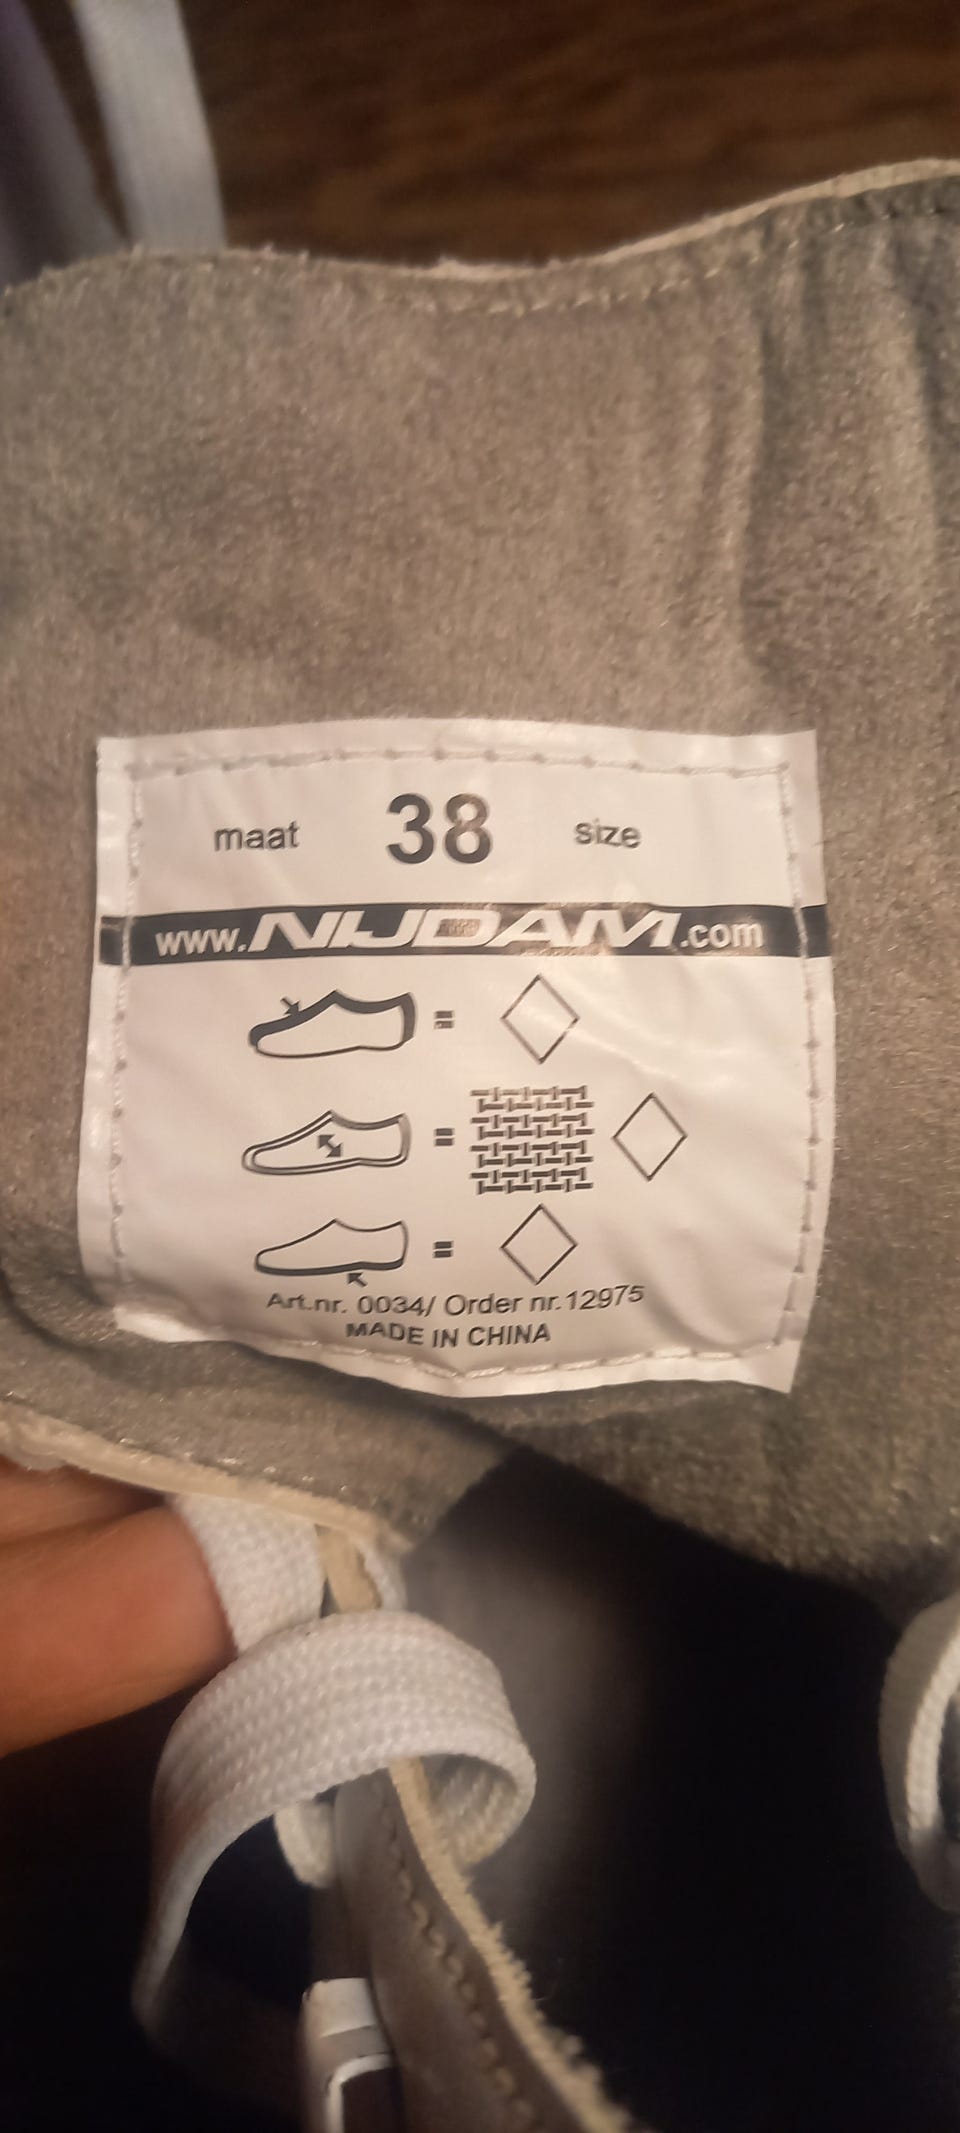 maat 38 size
www.NIJDAM.com
=
=
=
Art.nr. 0034/ Order nr.12975
MADE IN CHINA